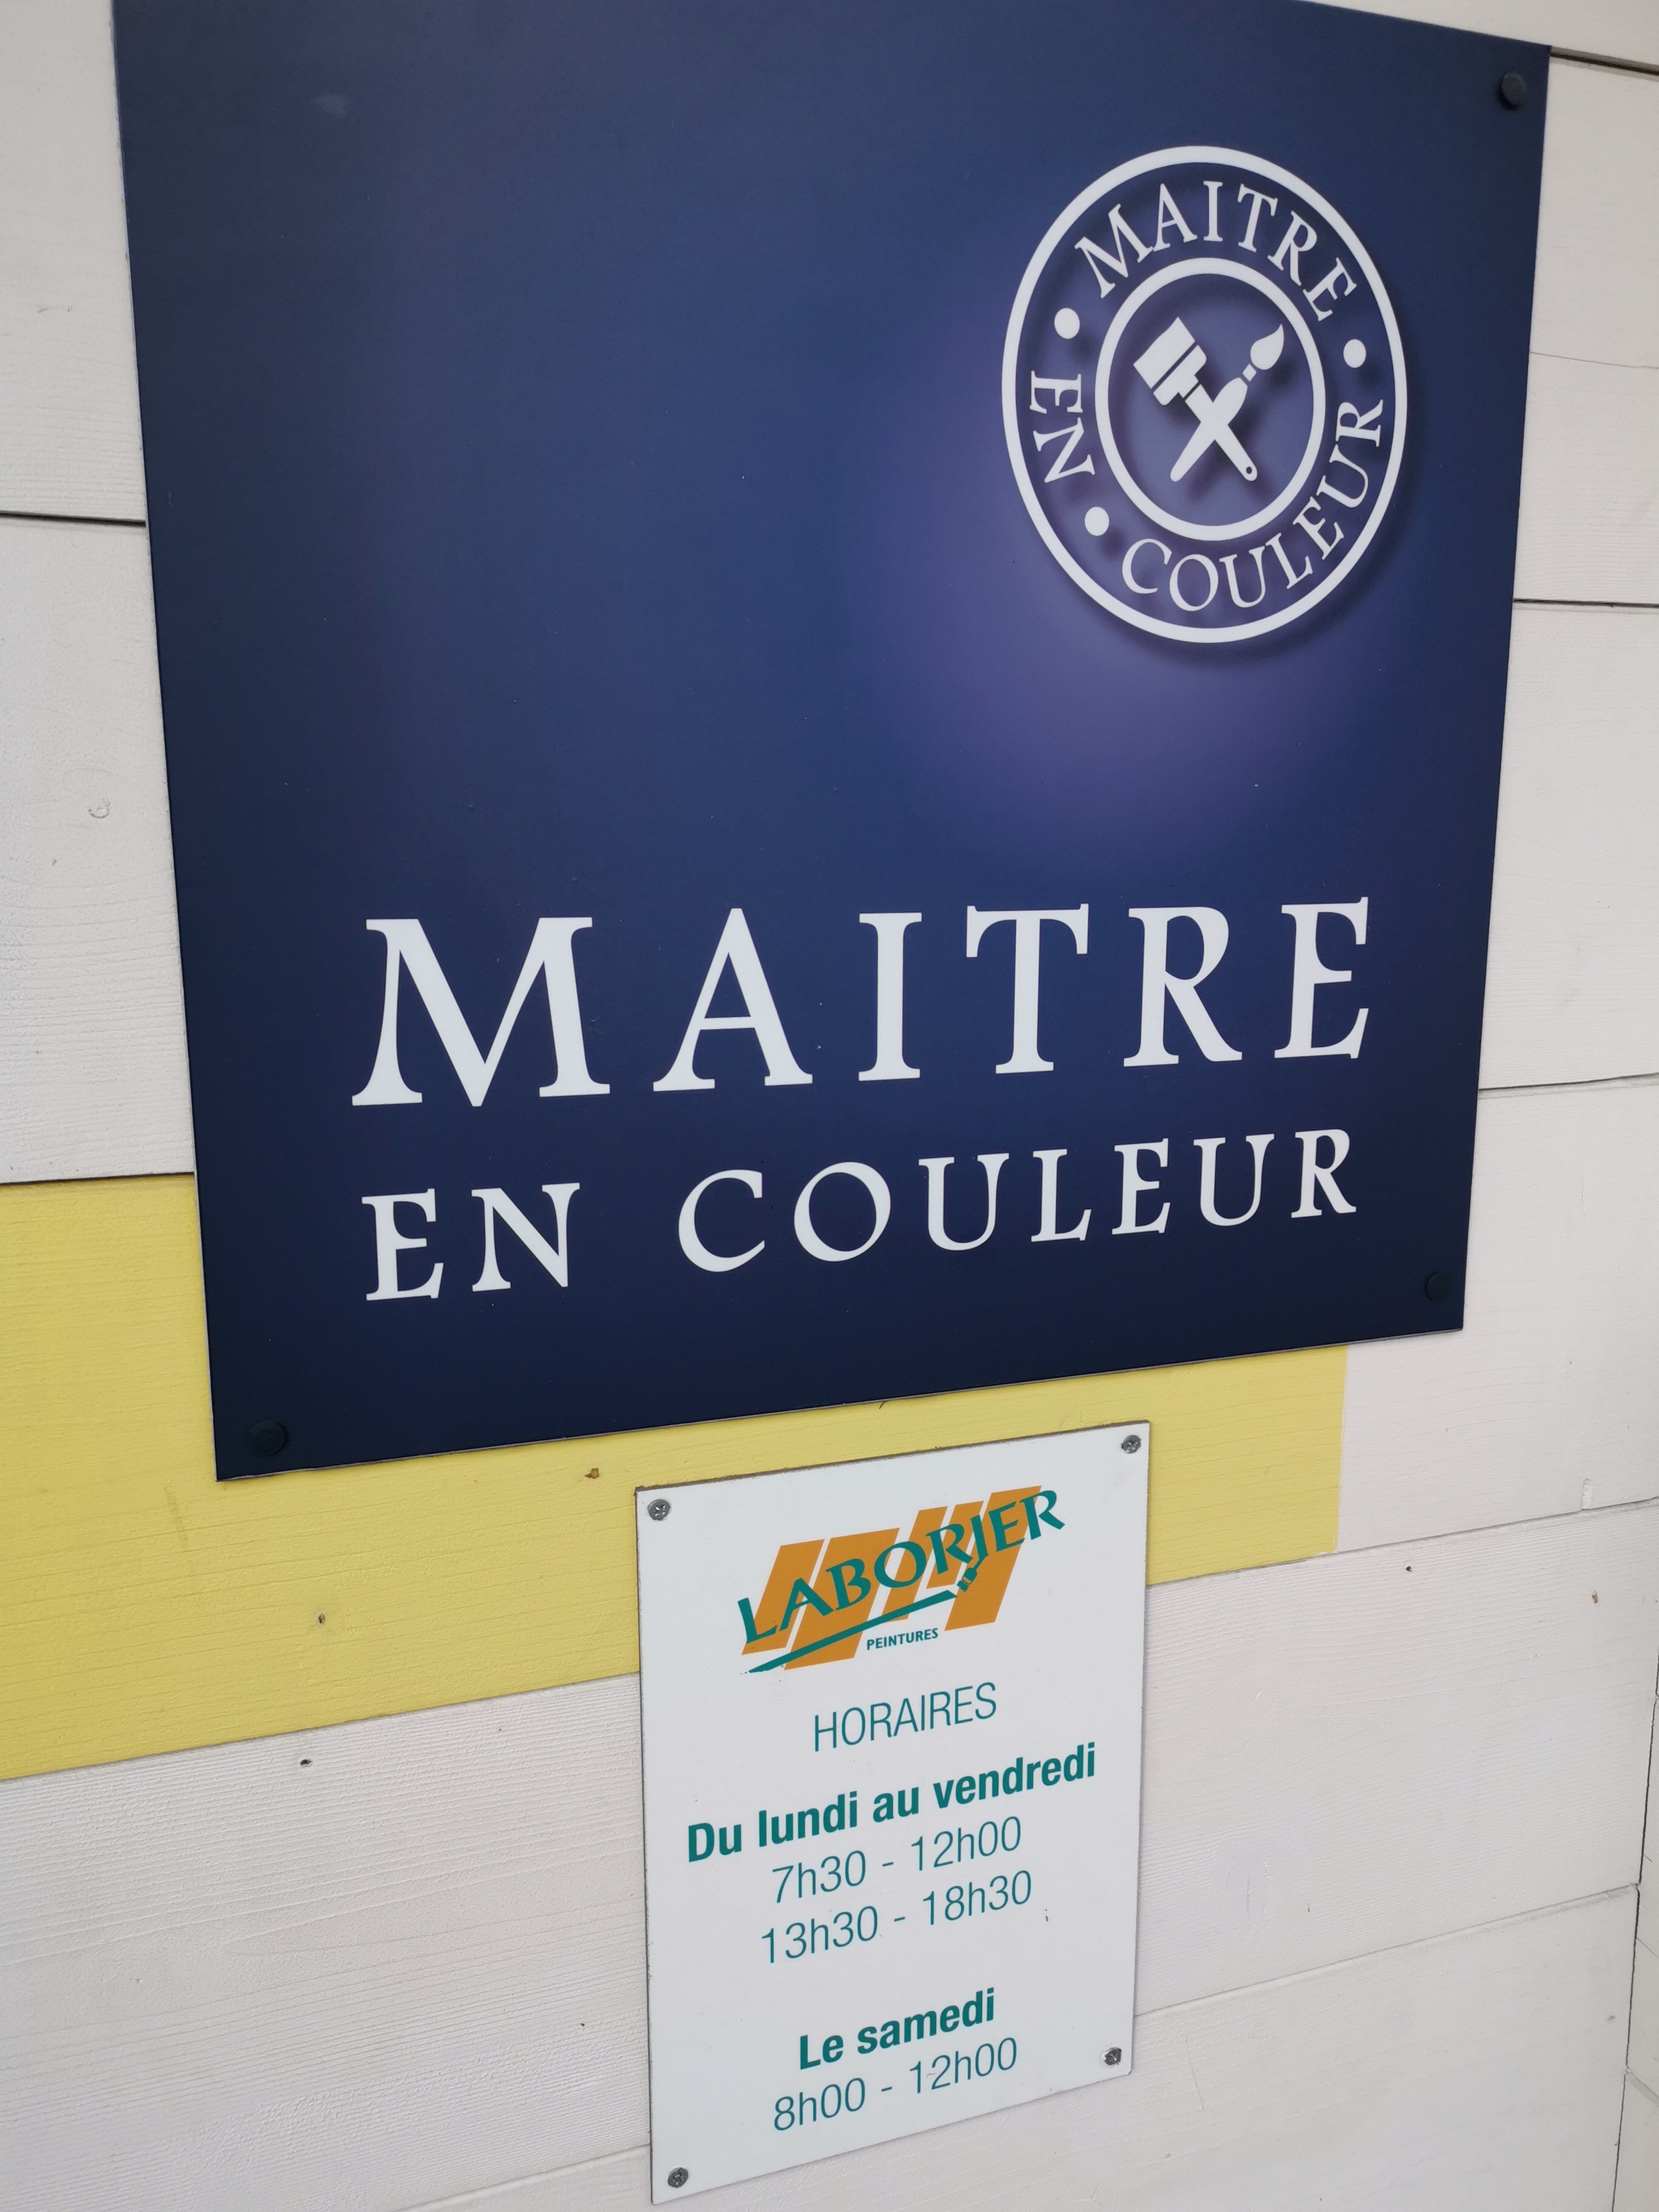 MAITRE • EN • COULEUR •
MAITRE
EN COULEUR
LABORIER
PEINTURES
HORAIRES
Du lundi au vendredi
7h30 - 12h00
13h30 - 18h30
Le samedi
8h00 - 12h00